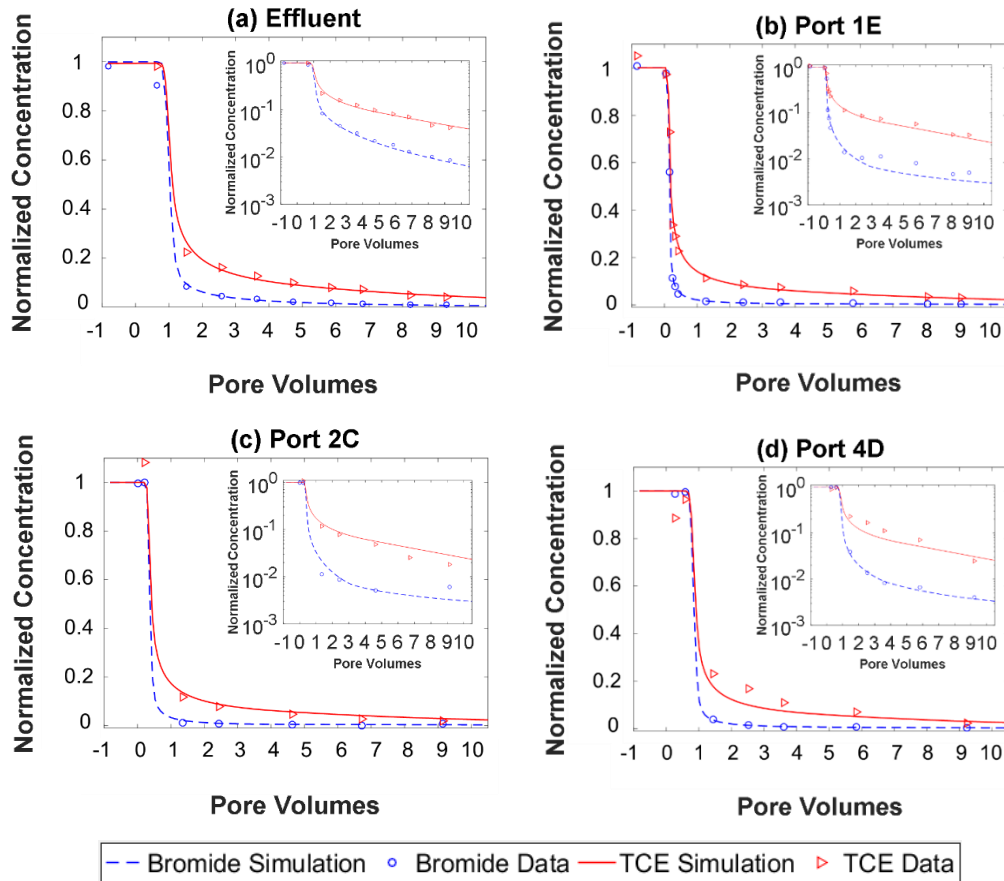 (a) Effluent
Normalized Concentration
1
0.8
0.6
0.4
0.2
0
-1 0 1 2 3 4 5 6 7 8 9 10
Pore Volumes
Normalized Concentration
10^0
10^-1
10^-2
10^-3
-1 0 1 2 3 4 5 6 7 8 9 10
Pore Volumes
(b) Port 1E
Normalized Concentration
1
0.8
0.6
0.4
0.2
0
-1 0 1 2 3 4 5 6 7 8 9 10
Pore Volumes
Normalized Concentration
10^0
10^-1
10^-2
10^-3
-1 0 1 2 3 4 5 6 7 8 9 10
Pore Volumes
(c) Port 2C
Normalized Concentration
1
0.8
0.6
0.4
0.2
0
-1 0 1 2 3 4 5 6 7 8 9 10
Pore Volumes
Normalized Concentration
10^0
10^-1
10^-2
10^-3
-1 0 1 2 3 4 5 6 7 8 9 10
Pore Volumes
(d) Port 4D
Normalized Concentration
1
0.8
0.6
0.4
0.2
0
-1 0 1 2 3 4 5 6 7 8 9 10
Pore Volumes
Normalized Concentration
10^0
10^-1
10^-2
10^-3
-1 0 1 2 3 4 5 6 7 8 9 10
Pore Volumes
Bromide Simulation Bromide Data TCE Simulation TCE Data